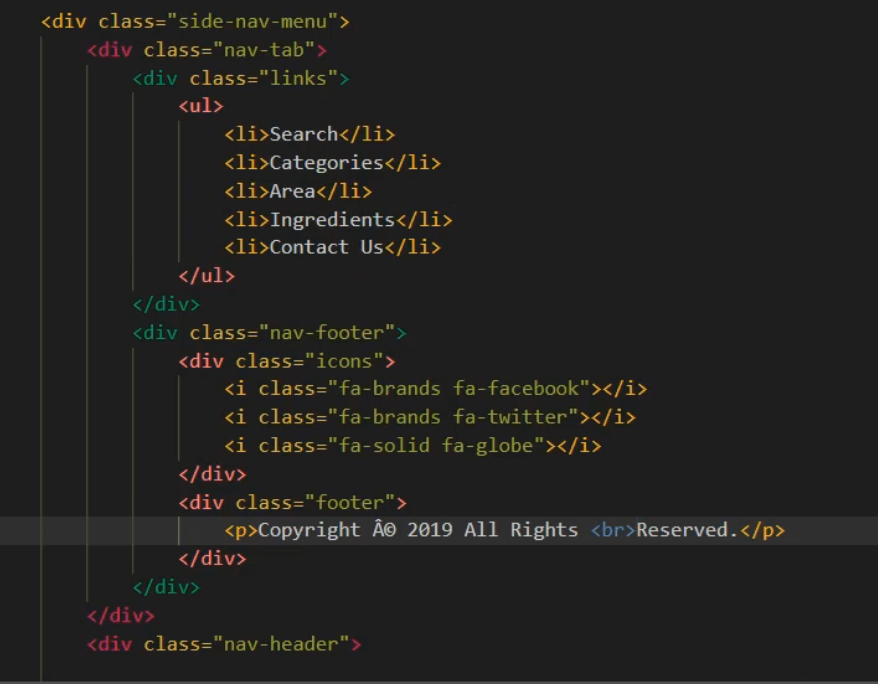 <div class="side-nav-menu">
<div class="nav-tab">
<div class="links">
<ul>
<li>Search</li>
<li>Categories</li>
<li>Area</li>
<li>Ingredients</li>
<li>Contact Us</li>
</ul>
</div>
<div class="nav-footer">
<div class="icons">
<i class="fa-brands fa-facebook"></i>
<i class="fa-brands fa-twitter"></i>
<i class="fa-solid fa-globe"></i>
</div>
<div class="footer">
<p>Copyright Â© 2019 All Rights <br>Reserved.</p>
</div>
</div>
</div>
<div class="nav-header">